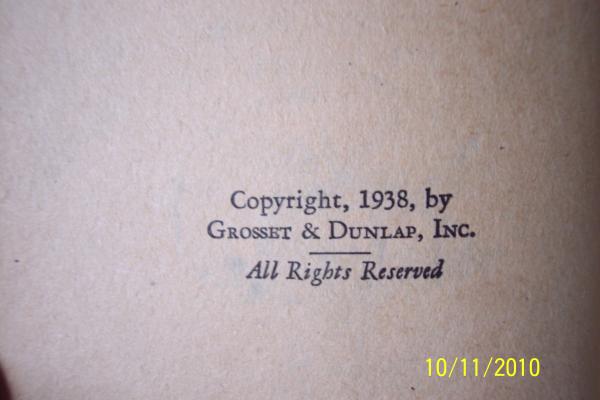 Copyright, 1938, by
GROSSET & DUNLAP, INC.
All Rights Reserved
10/11/2010